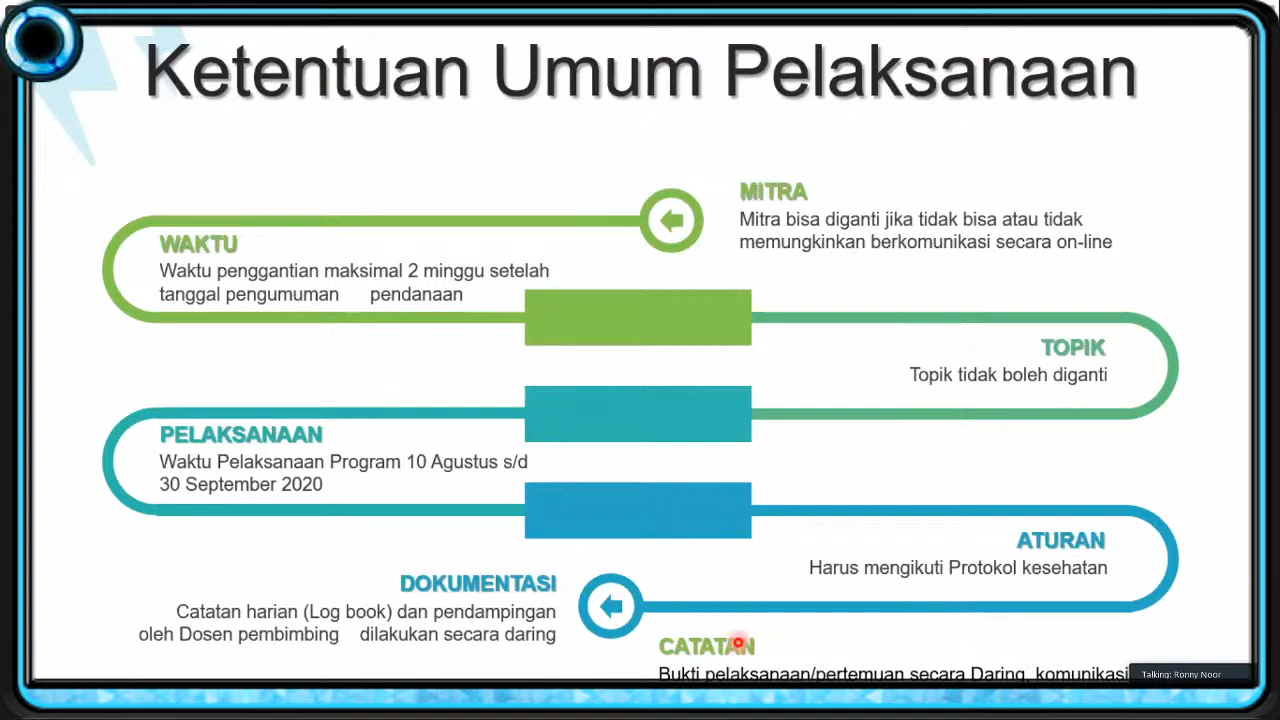 Ketentuan Umum Pelaksanaan
MITRA
Mitra bisa diganti jika tidak bisa atau tidak
memungkinkan berkomunikasi secara on-line
WAKTU
Waktu penggantian maksimal 2 minggu setelah
tanggal pengumuman pendanaan
TOPIK
Topik tidak boleh diganti
PELAKSANAAN
Waktu Pelaksanaan Program 10 Agustus s/d
30 September 2020
ATURAN
Harus mengikuti Protokol kesehatan
DOKUMENTASI
Catatan harian (Log book) dan pendampingan
oleh Dosen pembimbing dilakukan secara daring
CATATAN
Bukti pelaksanaan/pertemuan secara Daring, komunikasi
Talking: Ronny Noor